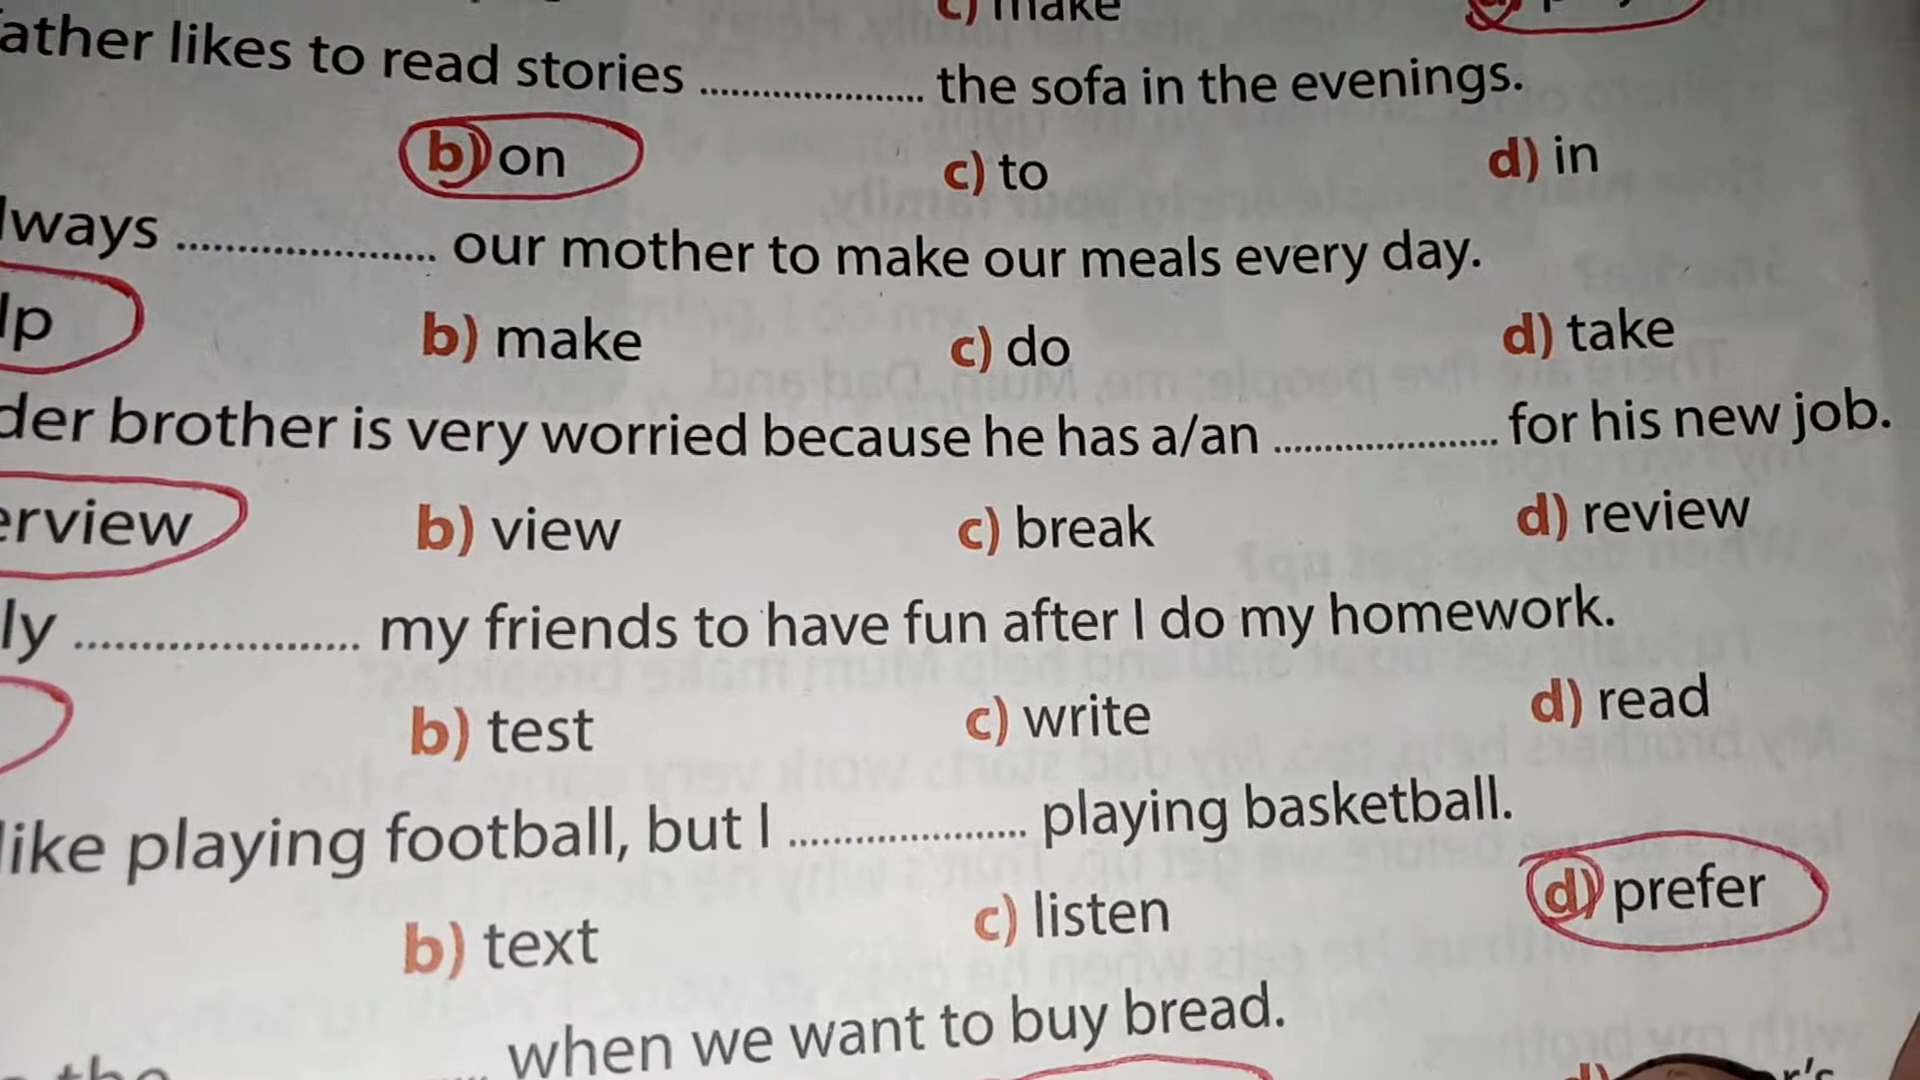 c) make
ather likes to read stories ...................... the sofa in the evenings.
b) on c) to d) in
lways .......................... our mother to make our meals every day.
lp b) make c) do d) take
der brother is very worried because he has a/an ...................... for his new job.
erview b) view c) break d) review
ly ............................ my friends to have fun after I do my homework.
b) test c) write d) read
like playing football, but I ........................ playing basketball.
b) text c) listen d) prefer
when we want to buy bread.